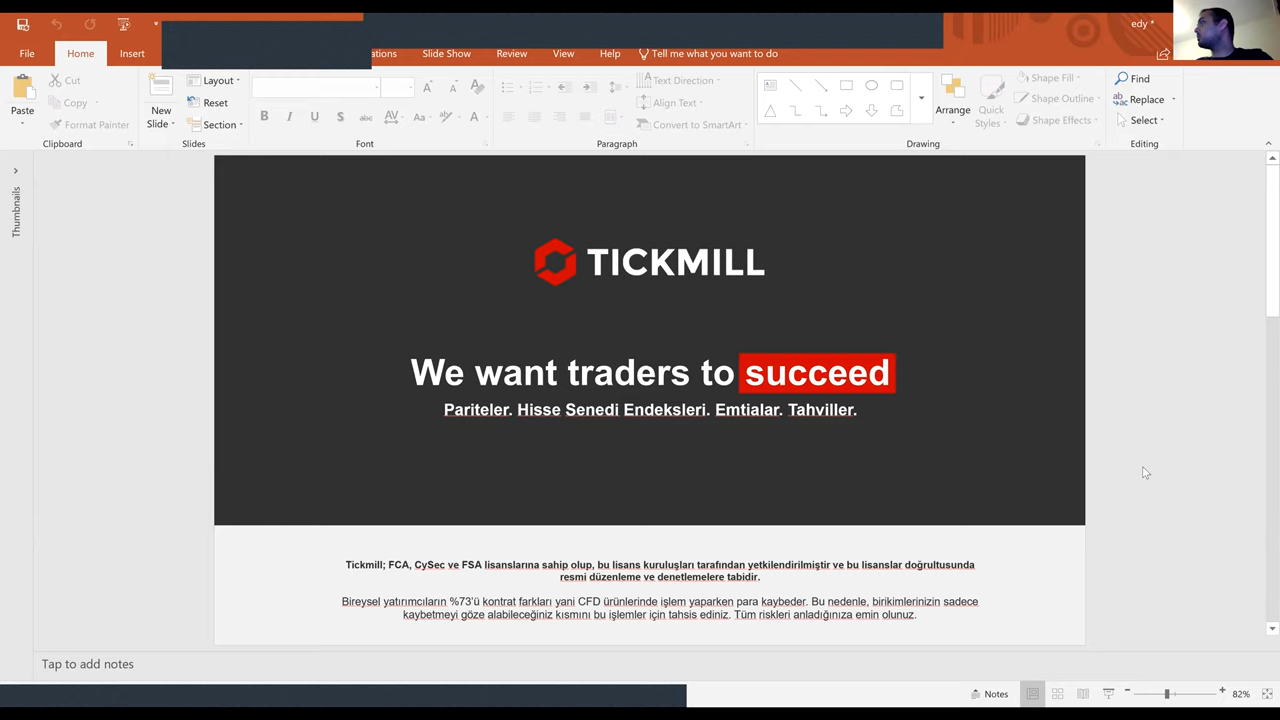 edy *
File Home Insert ations Slide Show Review View Help Tell me what you want to do
Paste
Cut
Copy
Format Painter
Clipboard
New
Slide
Layout
Reset
Section
Slides
B I U S abc AV Aa A
Font
Text Direction
Align Text
Convert to SmartArt
Paragraph
Arrange
Quick
Styles
Shape Fill
Shape Outline
Shape Effects
Drawing
Find
Replace
Select
Editing
Thumbnails
TICKMILL
We want traders to succeed
Pariteler. Hisse Senedi Endeksleri. Emtialar. Tahviller.
Tickmill; FCA, CySec ve FSA lisanslarına sahip olup, bu lisans kuruluşları tarafından yetkilendirilmiştir ve bu lisanslar doğrultusunda
resmi düzenleme ve denetlemelere tabidir.
Bireysel yatırımcıların %73'ü kontrat farkları yani CFD ürünlerinde işlem yaparken para kaybeder. Bu nedenle, birikimlerinizin sadece
kaybetmeyi göze alabileceğiniz kısmını bu işlemler için tahsis ediniz. Tüm riskleri anladığınıza emin olunuz.
Tap to add notes
Notes
82%